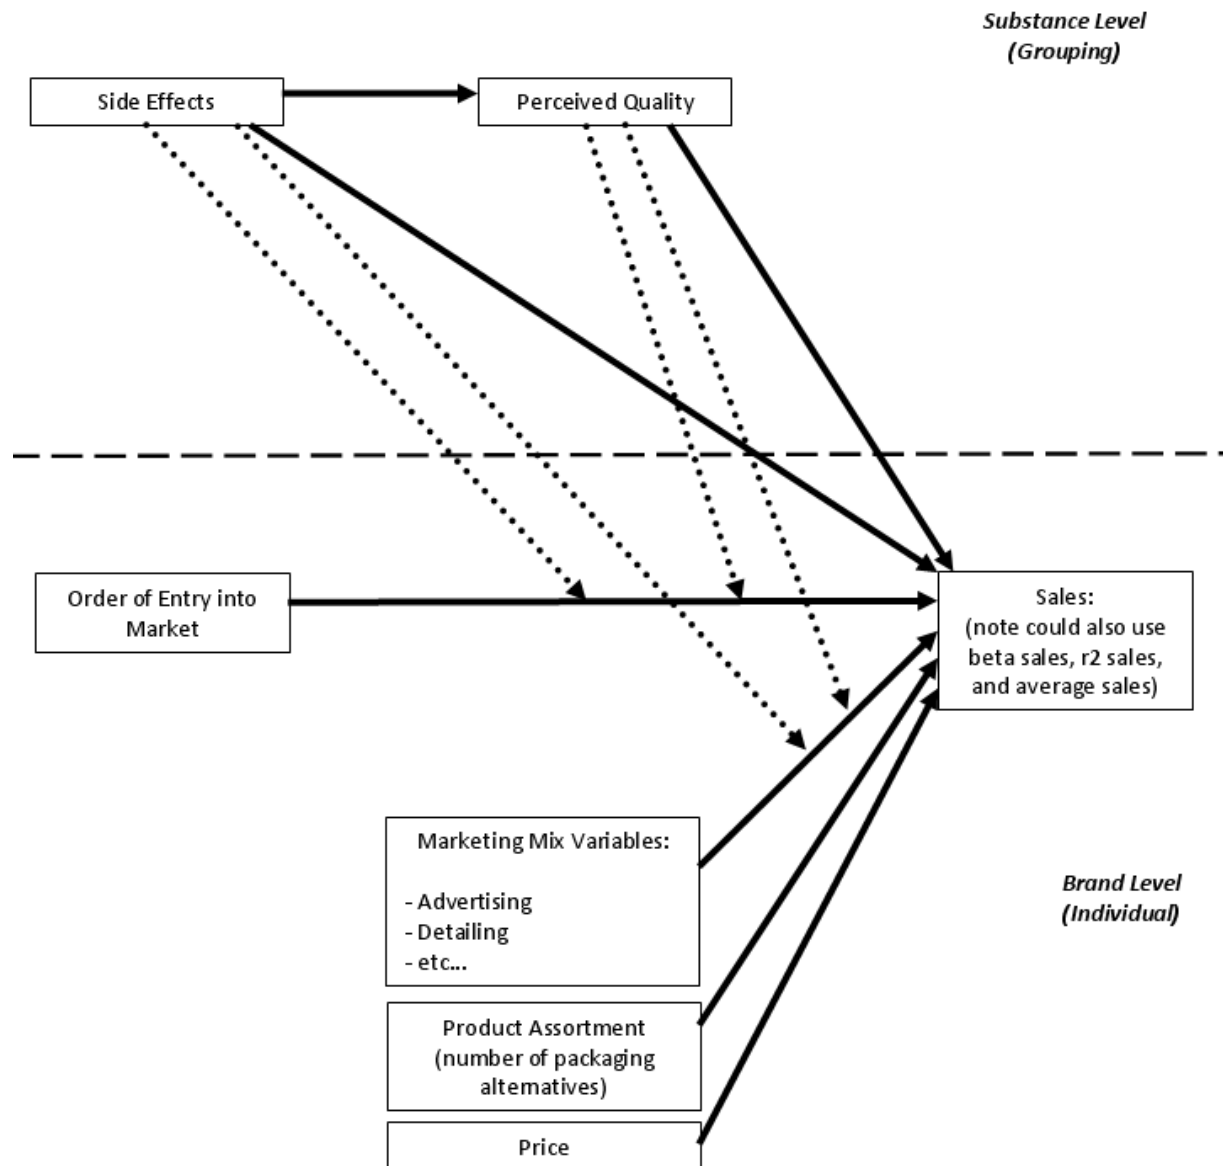 Substance Level
(Grouping)
Side Effects
Perceived Quality
Order of Entry into
Market
Sales:
(note could also use
beta sales, r2 sales,
and average sales)
Marketing Mix Variables:
- Advertising
- Detailing
- etc...
Brand Level
(Individual)
Product Assortment
(number of packaging
alternatives)
Price